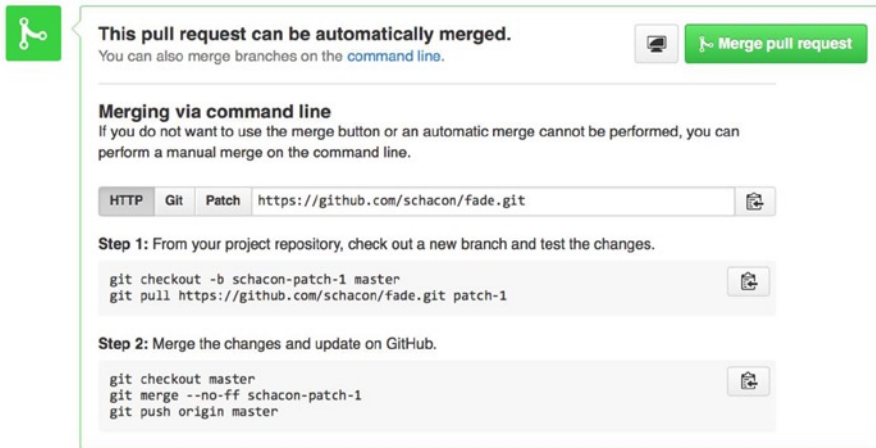 This pull request can be automatically merged.
You can also merge branches on the command line.
Merge pull request
Merging via command line
If you do not want to use the merge button or an automatic merge cannot be performed, you can
perform a manual merge on the command line.
HTTP Git Patch https://github.com/schacon/fade.git
Step 1: From your project repository, check out a new branch and test the changes.
git checkout -b schacon-patch-1 master
git pull https://github.com/schacon/fade.git patch-1
Step 2: Merge the changes and update on GitHub.
git checkout master
git merge --no-ff schacon-patch-1
git push origin master